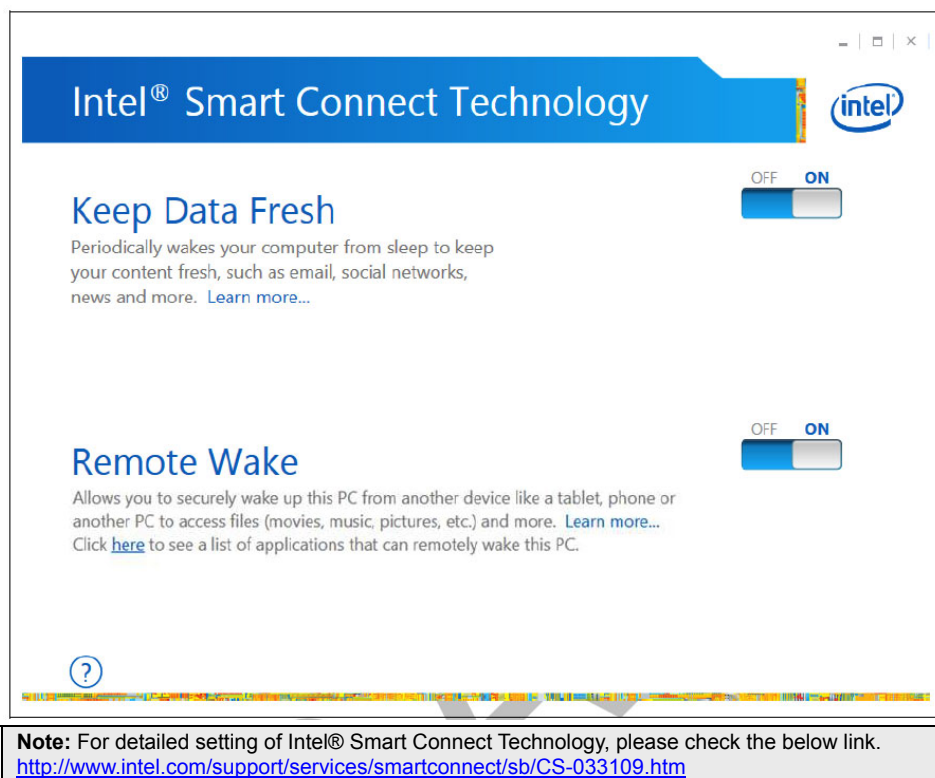 Intel® Smart Connect Technology
intel
OFF ON
Keep Data Fresh
Periodically wakes your computer from sleep to keep
your content fresh, such as email, social networks,
news and more. Learn more...
OFF ON
Remote Wake
Allows you to securely wake up this PC from another device like a tablet, phone or
another PC to access files (movies, music, pictures, etc.) and more. Learn more...
Click here to see a list of applications that can remotely wake this PC.
?
Note: For detailed setting of Intel® Smart Connect Technology, please check the below link.
http://www.intel.com/support/services/smartconnect/sb/CS-033109.htm